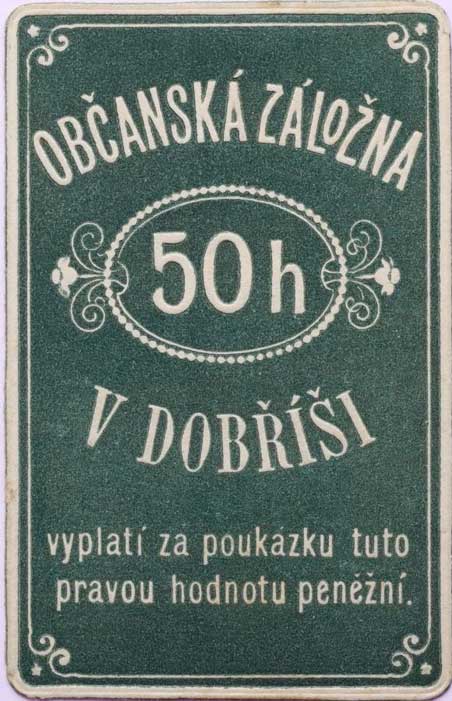 OBČANSKÁ ZÁLOŽNA
50 h
V DOBŘÍŠI
vyplatí za poukázku tuto
pravou hodnotu peněžní.